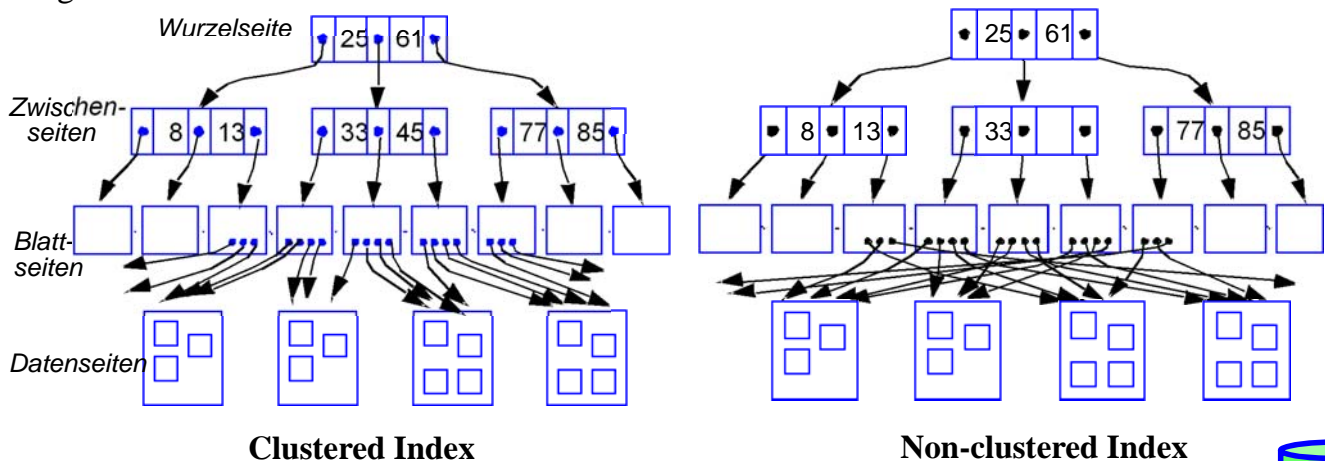 Wurzelseite
25 61
25 61
Zwischen-
seiten
8 13
33 45
77 85
8 13
33
77 85
Blatt-
seiten
Datenseiten
Clustered Index
Non-clustered Index